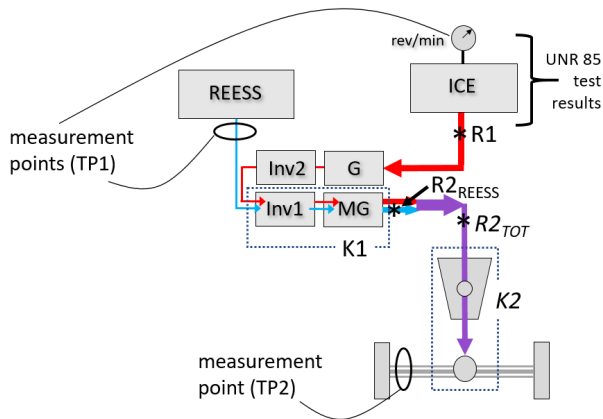 rev/min
UNR 85
test
results
REESS
ICE
measurement
points (TP1)
* R1
Inv2
G
R2REESS
Inv1
MG
*
* R2TOT
K1
K2
measurement
point (TP2)